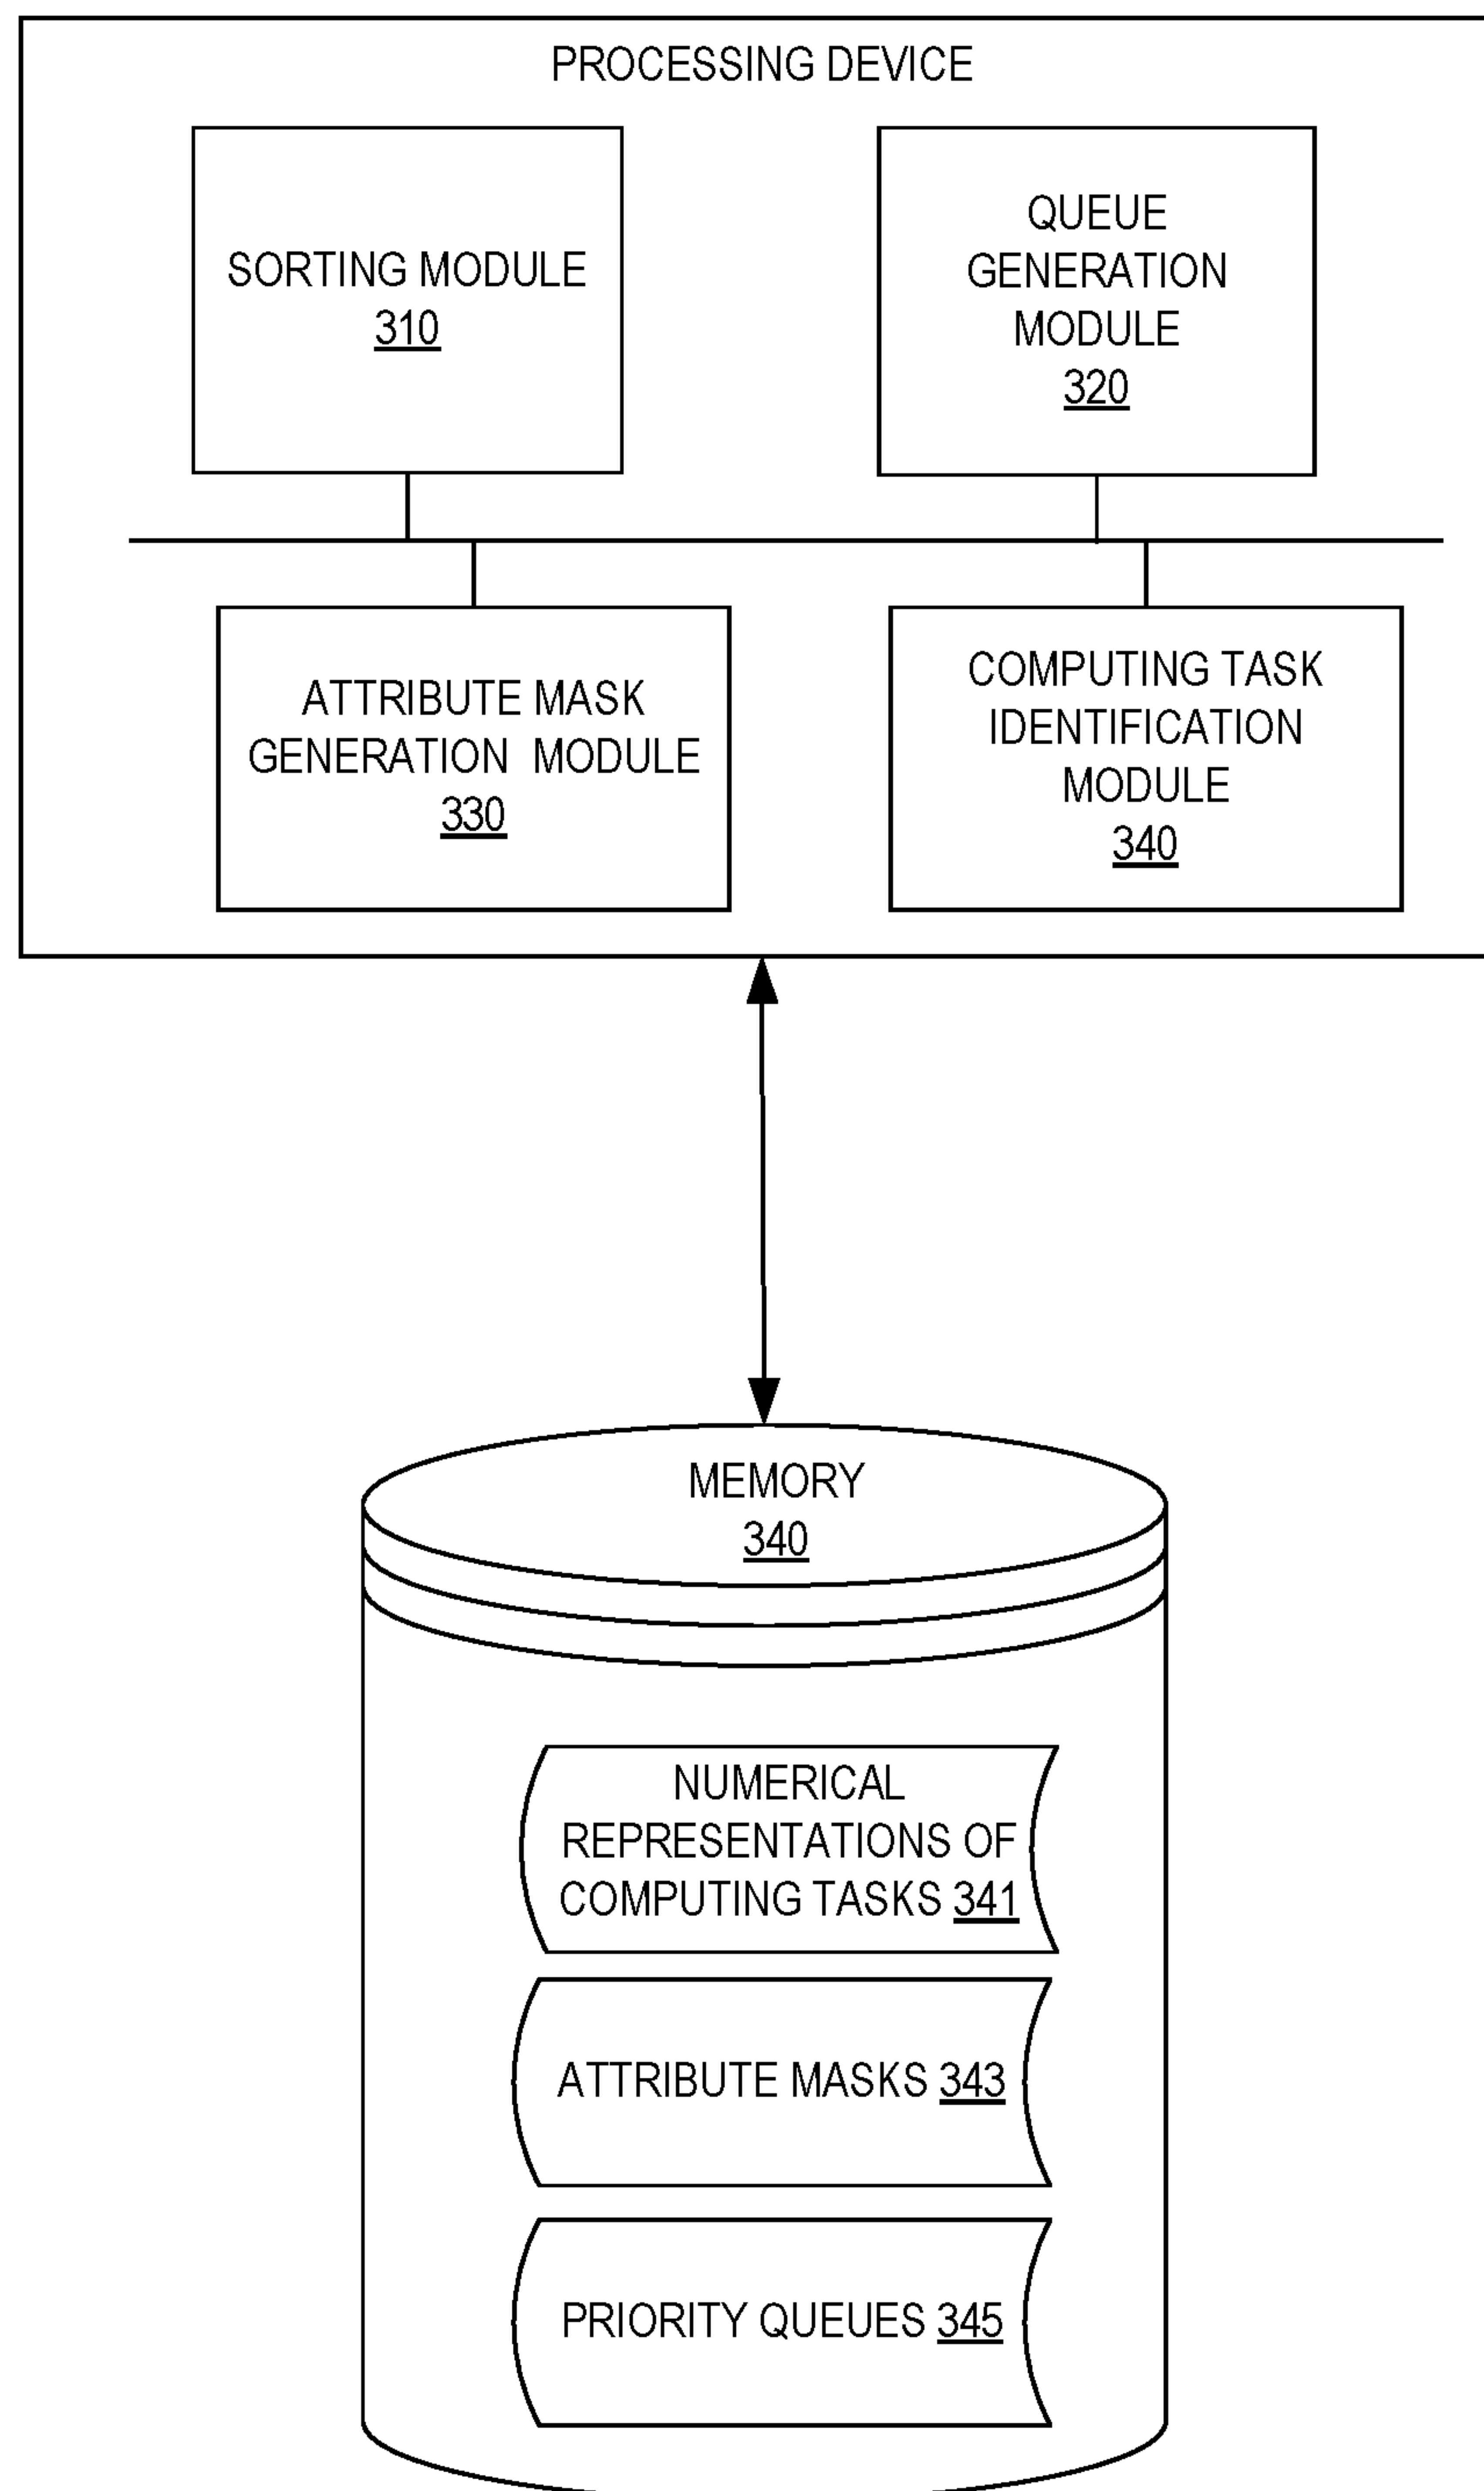 PROCESSING DEVICE
SORTING MODULE
310
QUEUE
GENERATION
MODULE
320
ATTRIBUTE MASK
GENERATION MODULE
330
COMPUTING TASK
IDENTIFICATION
MODULE
340
MEMORY
340
NUMERICAL
REPRESENTATIONS OF
COMPUTING TASKS 341
ATTRIBUTE MASKS 343
PRIORITY QUEUES 345